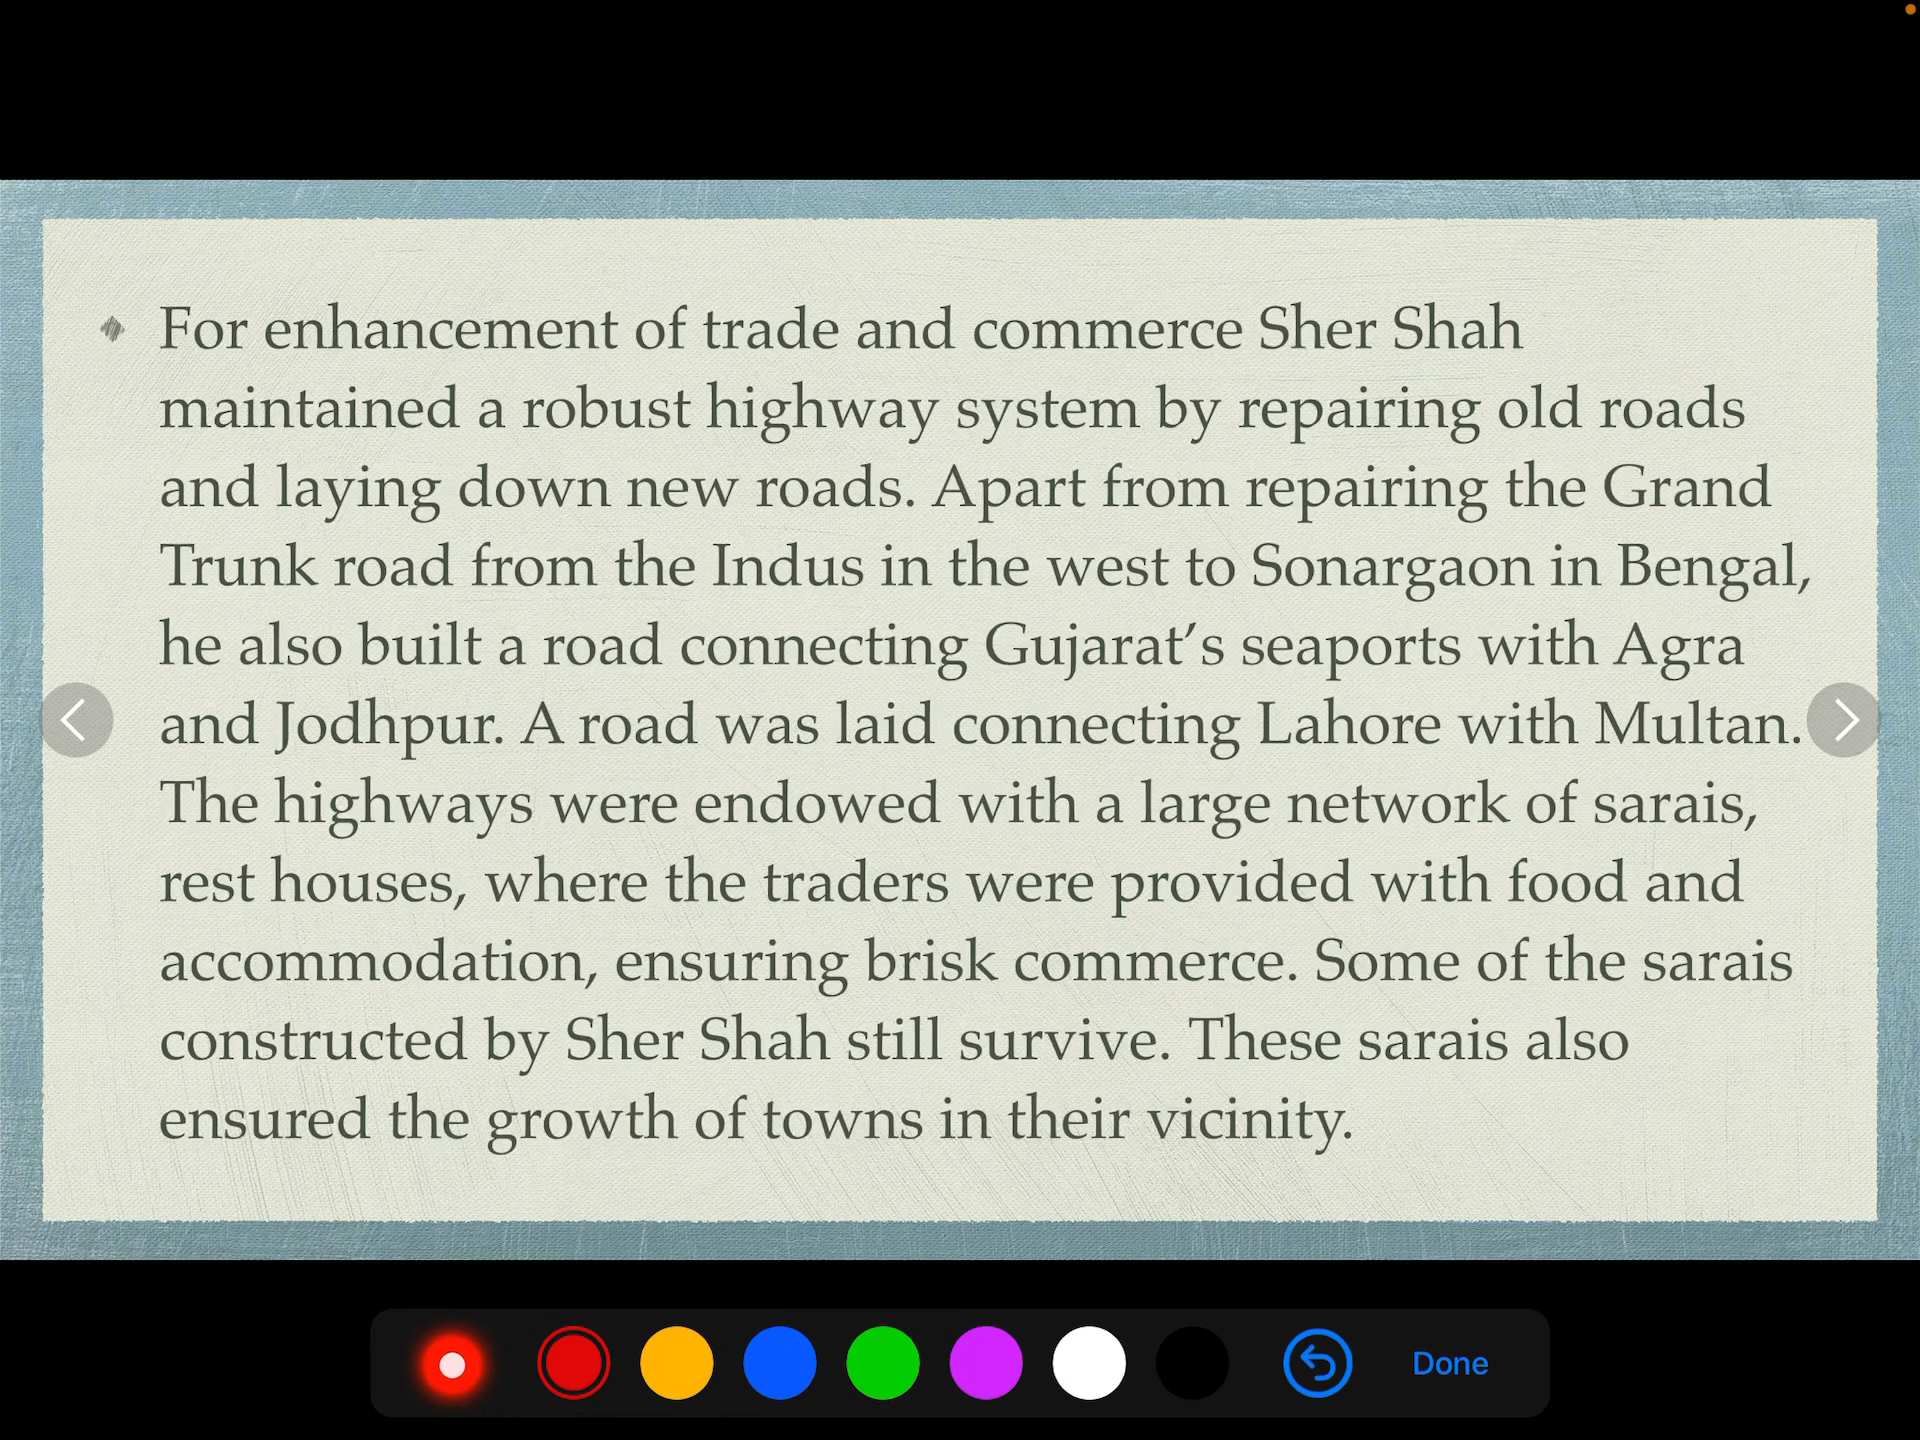 For enhancement of trade and commerce Sher Shah
maintained a robust highway system by repairing old roads
and laying down new roads. Apart from repairing the Grand
Trunk road from the Indus in the west to Sonargaon in Bengal,
he also built a road connecting Gujarat’s seaports with Agra
and Jodhpur. A road was laid connecting Lahore with Multan.
The highways were endowed with a large network of sarais,
rest houses, where the traders were provided with food and
accommodation, ensuring brisk commerce. Some of the sarais
constructed by Sher Shah still survive. These sarais also
ensured the growth of towns in their vicinity.
Done